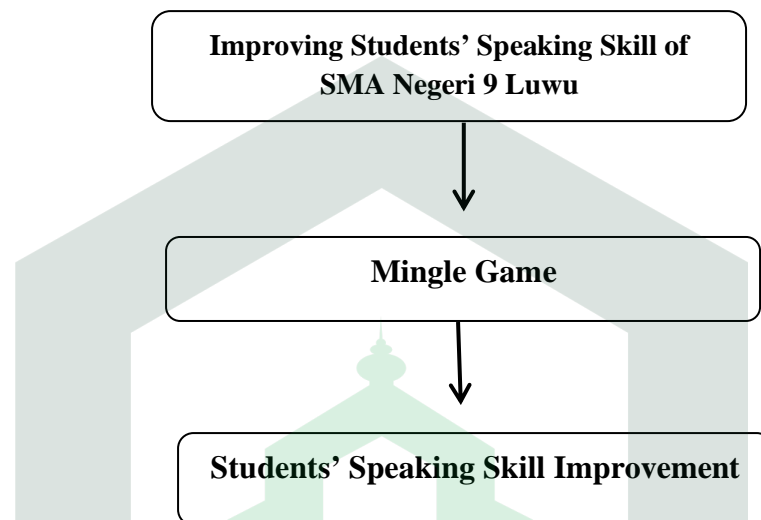 Improving Students’ Speaking Skill of
SMA Negeri 9 Luwu
Mingle Game
Students’ Speaking Skill Improvement